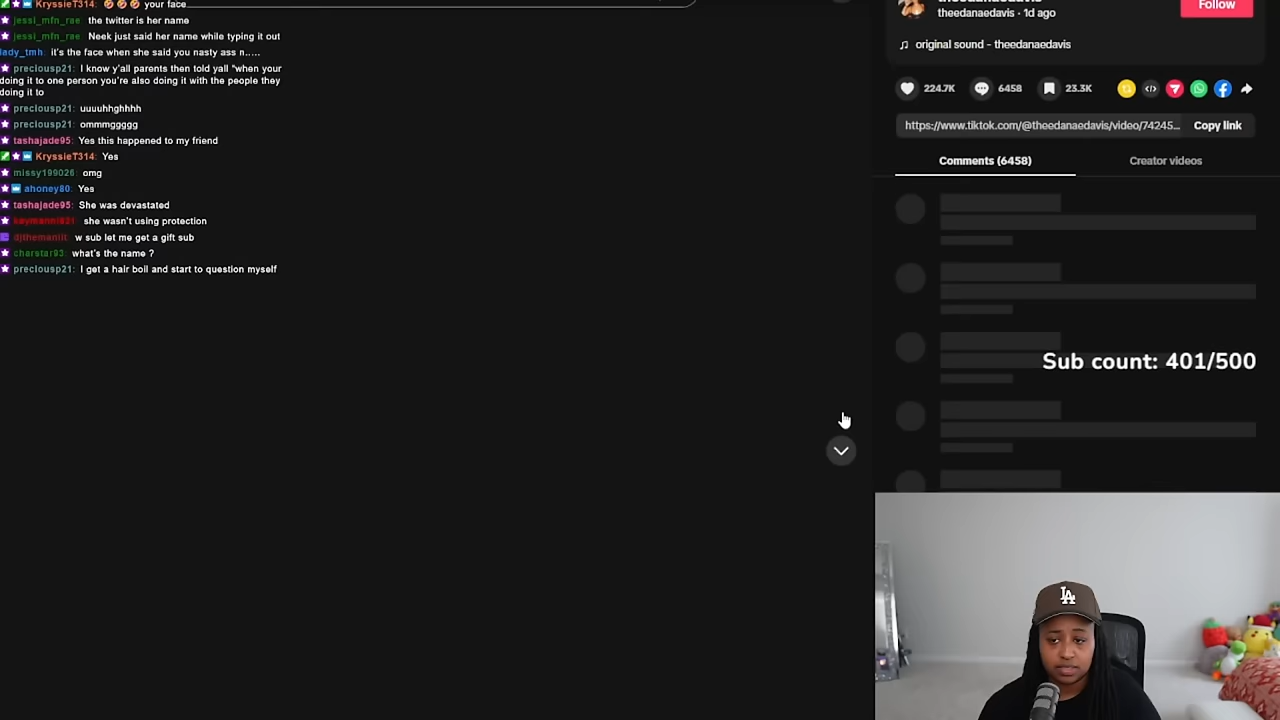 KryssieT314: 🤣🤣🤣 your face
jessi_mfn_rae the twitter is her name
jessi_mfn_rae: Neek just said her name while typing it out
lady_tmh: it's the face when she said you nasty ass n.....
preciousp21: I know y'all parents then told yall "when your
doing it to one person you're also doing it with the people they
doing it to
preciousp21: uuuuhhghhhh
preciousp21: ommmggggg
tashajade95: Yes this happened to my friend
KryssieT314: Yes
missy199026: omg
ahoney80: Yes
tashajade95: She was devastated
she wasn't using protection
djthemanitt: w sub let me get a gift sub
charstar93: what's the name ?
preciousp21: I get a hair boil and start to question myself
theedanaedavis · 1d ago
Follow
original sound - theedanaedavis
224.7K 6458 23.3K
https://www.tiktok.com/@theedanaedavis/video/74245... Copy link
Comments (6458) Creator videos
Sub count: 401/500
LA